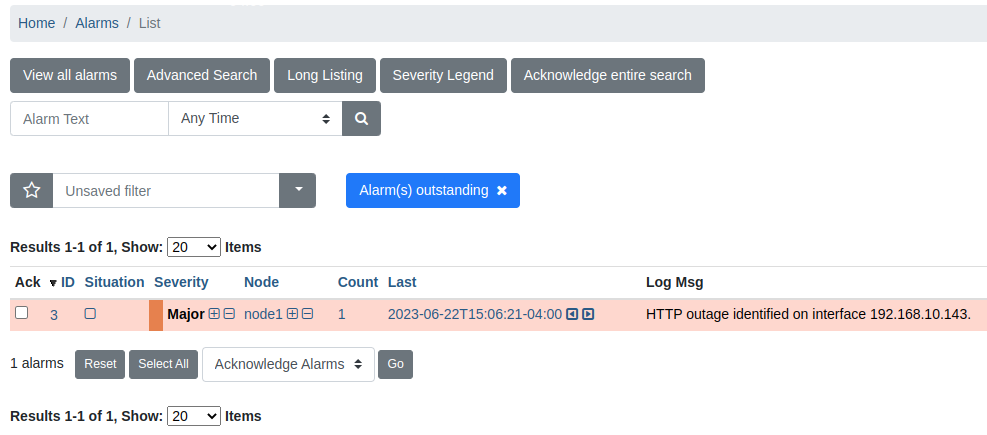 Home / Alarms / List
View all alarms Advanced Search Long Listing Severity Legend Acknowledge entire search
Alarm Text Any Time
Unsaved filter Alarm(s) outstanding
Results 1-1 of 1, Show: 20 Items
Ack ID Situation Severity Node Count Last Log Msg
3 Major node1 1 2023-06-22T15:06:21-04:00 HTTP outage identified on interface 192.168.10.143.
1 alarms Reset Select All Acknowledge Alarms Go
Results 1-1 of 1, Show: 20 Items